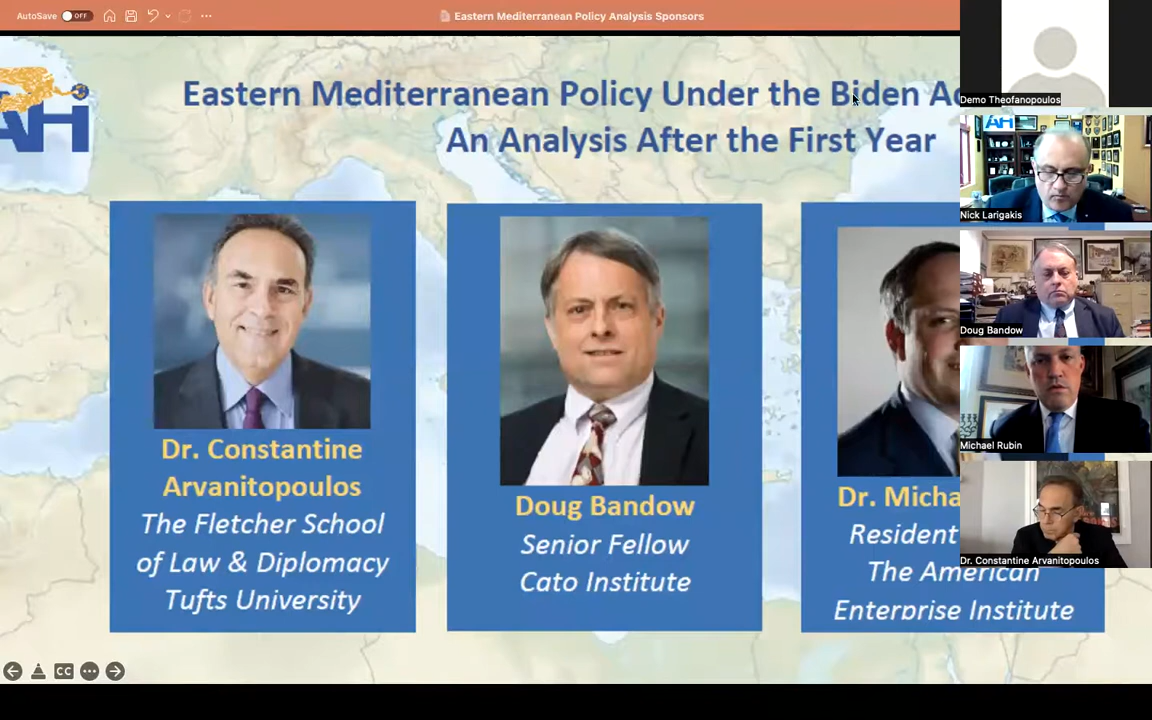 AutoSave OFF
Eastern Mediterranean Policy Analysis Sponsors
AH
Eastern Mediterranean Policy Under the Biden
An Analysis After the First Year
Dr. Constantine
Arvanitopoulos
The Fletcher School
of Law & Diplomacy
Tufts University
Doug Bandow
Senior Fellow
Cato Institute
Dr.
Resident
The American
Enterprise Institute
Demo Theofanopoulos
AH
Nick Larigakis
Doug Bandow
Michael Rubin
Dr. Constantine Arvanitopoulos
CC